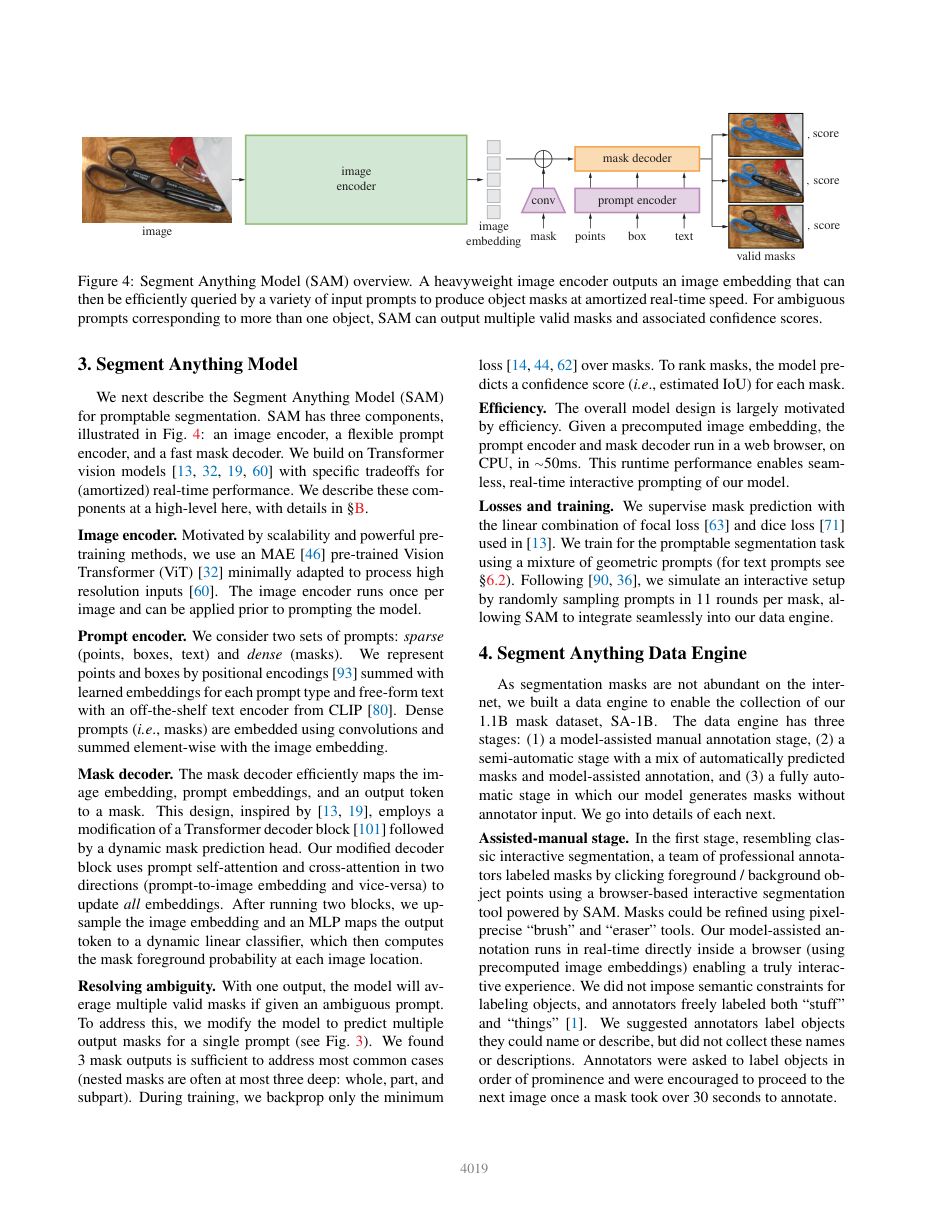 image
image
encoder
image
embedding
conv
mask
mask decoder
prompt encoder
points
box
text
, score
, score
, score
valid masks
Figure 4: Segment Anything Model (SAM) overview. A heavyweight image encoder outputs an image embedding that can
then be efficiently queried by a variety of input prompts to produce object masks at amortized real-time speed. For ambiguous
prompts corresponding to more than one object, SAM can output multiple valid masks and associated confidence scores.
3. Segment Anything Model
We next describe the Segment Anything Model (SAM)
for promptable segmentation. SAM has three components,
illustrated in Fig. 4: an image encoder, a flexible prompt
encoder, and a fast mask decoder. We build on Transformer
vision models [13, 32, 19, 60] with specific tradeoffs for
(amortized) real-time performance. We describe these com-
ponents at a high-level here, with details in §B.
Image encoder. Motivated by scalability and powerful pre-
training methods, we use an MAE [46] pre-trained Vision
Transformer (ViT) [32] minimally adapted to process high
resolution inputs [60]. The image encoder runs once per
image and can be applied prior to prompting the model.
Prompt encoder. We consider two sets of prompts: sparse
(points, boxes, text) and dense (masks). We represent
points and boxes by positional encodings [93] summed with
learned embeddings for each prompt type and free-form text
with an off-the-shelf text encoder from CLIP [80]. Dense
prompts (i.e., masks) are embedded using convolutions and
summed element-wise with the image embedding.
Mask decoder. The mask decoder efficiently maps the im-
age embedding, prompt embeddings, and an output token
to a mask. This design, inspired by [13, 19], employs a
modification of a Transformer decoder block [101] followed
by a dynamic mask prediction head. Our modified decoder
block uses prompt self-attention and cross-attention in two
directions (prompt-to-image embedding and vice-versa) to
update all embeddings. After running two blocks, we up-
sample the image embedding and an MLP maps the output
token to a dynamic linear classifier, which then computes
the mask foreground probability at each image location.
Resolving ambiguity. With one output, the model will av-
erage multiple valid masks if given an ambiguous prompt.
To address this, we modify the model to predict multiple
output masks for a single prompt (see Fig. 3). We found
3 mask outputs is sufficient to address most common cases
(nested masks are often at most three deep: whole, part, and
subpart). During training, we backprop only the minimum
loss [14, 44, 62] over masks. To rank masks, the model pre-
dicts a confidence score (i.e., estimated IoU) for each mask.
Efficiency. The overall model design is largely motivated
by efficiency. Given a precomputed image embedding, the
prompt encoder and mask decoder run in a web browser, on
CPU, in ∼50ms. This runtime performance enables seam-
less, real-time interactive prompting of our model.
Losses and training. We supervise mask prediction with
the linear combination of focal loss [63] and dice loss [71]
used in [13]. We train for the promptable segmentation task
using a mixture of geometric prompts (for text prompts see
§6.2). Following [90, 36], we simulate an interactive setup
by randomly sampling prompts in 11 rounds per mask, al-
lowing SAM to integrate seamlessly into our data engine.
4. Segment Anything Data Engine
As segmentation masks are not abundant on the inter-
net, we built a data engine to enable the collection of our
1.1B mask dataset, SA-1B. The data engine has three
stages: (1) a model-assisted manual annotation stage, (2) a
semi-automatic stage with a mix of automatically predicted
masks and model-assisted annotation, and (3) a fully auto-
matic stage in which our model generates masks without
annotator input. We go into details of each next.
Assisted-manual stage. In the first stage, resembling clas-
sic interactive segmentation, a team of professional annota-
tors labeled masks by clicking foreground / background ob-
ject points using a browser-based interactive segmentation
tool powered by SAM. Masks could be refined using pixel-
precise “brush” and “eraser” tools. Our model-assisted an-
notation runs in real-time directly inside a browser (using
precomputed image embeddings) enabling a truly interac-
tive experience. We did not impose semantic constraints for
labeling objects, and annotators freely labeled both “stuff”
and “things” [1]. We suggested annotators label objects
they could name or describe, but did not collect these names
or descriptions. Annotators were asked to label objects in
order of prominence and were encouraged to proceed to the
next image once a mask took over 30 seconds to annotate.
4019